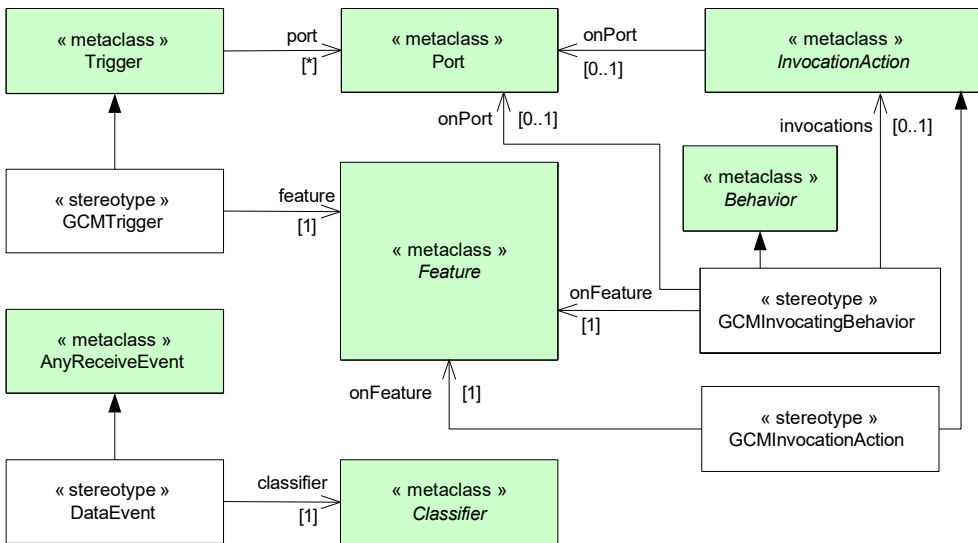 « metaclass »
Trigger
port
[*]
« metaclass »
Port
onPort
[0..1]
« metaclass »
InvocationAction
onPort
[0..1]
invocations
[0..1]
« stereotype »
GCMTrigger
feature
[1]
« metaclass »
Feature
« metaclass »
Behavior
onFeature
[1]
« stereotype »
GCMInvocatingBehavior
« metaclass »
AnyReceiveEvent
onFeature
[1]
« stereotype »
GCMInvocationAction
« stereotype »
DataEvent
classifier
[1]
« metaclass »
Classifier